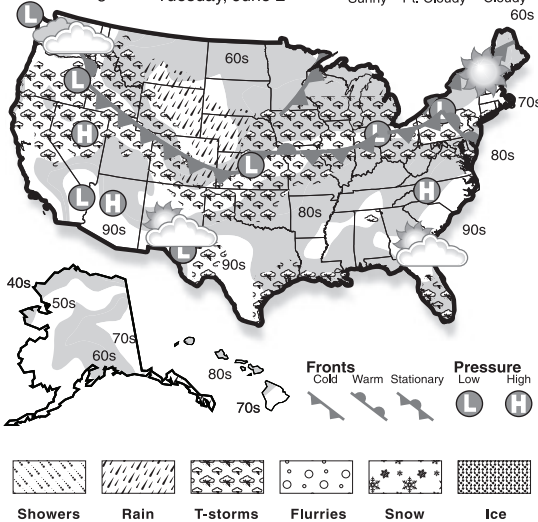 Tuesday, June 2
Sunny Pt. Cloudy Cloudy
L
60s
60s
L
L
70s
H
L
L
80s
L
H
H
80s
90s
90s
L
90s
40s
50s
70s
60s
80s
70s
Fronts
Cold Warm Stationary
Pressure
Low High
L H
Showers Rain T-storms Flurries Snow Ice